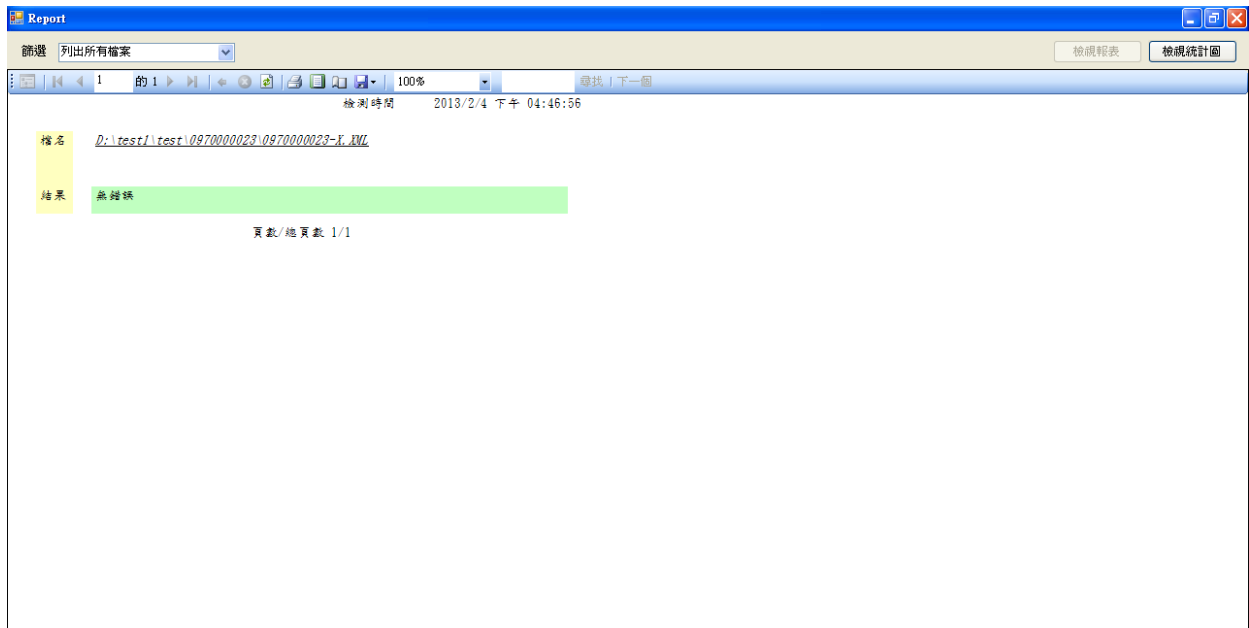 Report
篩選 列出所有檔案 檢視報表 檢視統計圖
1 的 1 100% 尋找 | 下一個
檢測時間 2013/2/4 下午 04:46:56
檔名 D:\test1\test\0970000023\0970000023-X.XML
結果 無錯誤
頁數/總頁數 1/1